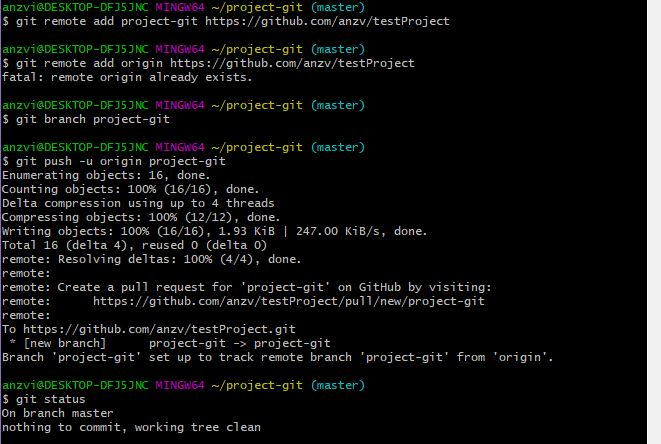 anzvi@DESKTOP-DFJ5JNC MINGW64 ~/project-git (master)
$ git remote add project-git https://github.com/anzv/testProject
anzvi@DESKTOP-DFJ5JNC MINGW64 ~/project-git (master)
$ git remote add origin https://github.com/anzv/testProject
fatal: remote origin already exists.
anzvi@DESKTOP-DFJ5JNC MINGW64 ~/project-git (master)
$ git branch project-git
anzvi@DESKTOP-DFJ5JNC MINGW64 ~/project-git (master)
$ git push -u origin project-git
Enumerating objects: 16, done.
Counting objects: 100% (16/16), done.
Delta compression using up to 4 threads
Compressing objects: 100% (12/12), done.
Writing objects: 100% (16/16), 1.93 KiB | 247.00 KiB/s, done.
Total 16 (delta 4), reused 0 (delta 0)
remote: Resolving deltas: 100% (4/4), done.
remote:
remote: Create a pull request for 'project-git' on GitHub by visiting:
remote:      https://github.com/anzv/testProject/pull/new/project-git
remote:
To https://github.com/anzv/testProject.git
 * [new branch]      project-git -> project-git
Branch 'project-git' set up to track remote branch 'project-git' from 'origin'.
anzvi@DESKTOP-DFJ5JNC MINGW64 ~/project-git (master)
$ git status
On branch master
nothing to commit, working tree clean